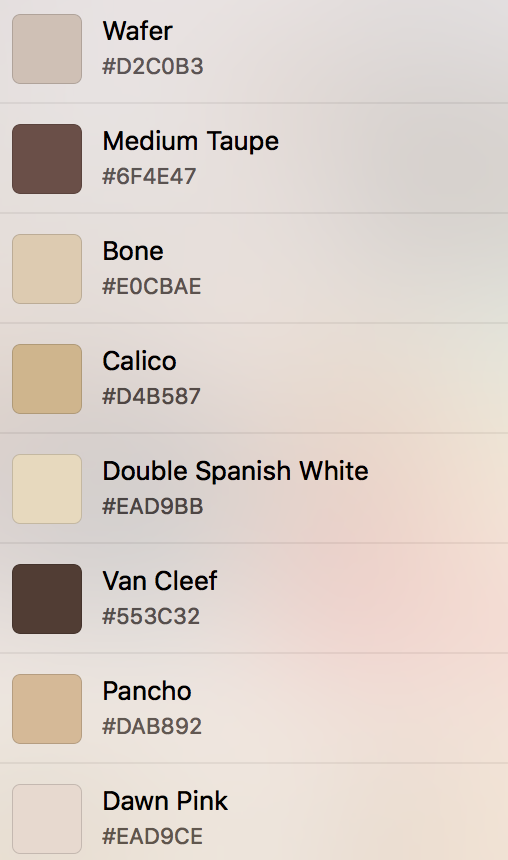 Wafer
#D2C0B3
Medium Taupe
#6F4E47
Bone
#E0CBAE
Calico
#D4B587
Double Spanish White
#EAD9BB
Van Cleef
#553C32
Pancho
#DAB892
Dawn Pink
#EAD9CE